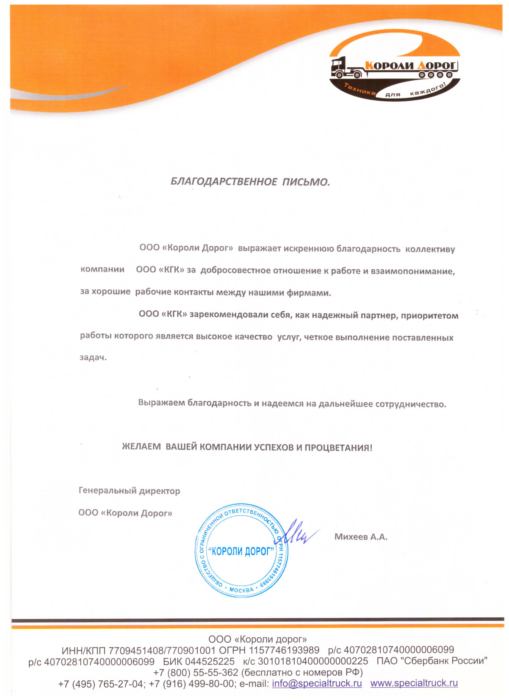 Короли Дорог
Техника для каждого!
БЛАГОДАРСТВЕННОЕ ПИСЬМО.
ООО «Короли Дорог» выражает искреннюю благодарность коллективу
компании ООО «КГК» за добросовестное отношение к работе и взаимопонимание,
за хорошие рабочие контакты между нашими фирмами.
ООО «КГК» зарекомендовали себя, как надежный партнер, приоритетом
работы которого является высокое качество услуг, четкое выполнение поставленных
задач.
Выражаем благодарность и надеемся на дальнейшее сотрудничество.
ЖЕЛАЕМ ВАШЕЙ КОМПАНИИ УСПЕХОВ И ПРОЦВЕТАНИЯ!
Генеральный директор
ООО «Короли Дорог»
ОБЩЕСТВО С ОГРАНИЧЕННОЙ ОТВЕТСТВЕННОСТЬЮ ОГРН 1157746193989
"КОРОЛИ ДОРОГ"
МОСКВА
Михеев А.А.
ООО «Короли дорог»
ИНН/КПП 7709451408/770901001 ОГРН 1157746193989 р/с 40702810740000006099
р/с 40702810740000006099 БИК 044525225 к/с 30101810400000000225 ПАО "Сбербанк России"
+7 (800) 55-55-362 (бесплатно с номеров РФ)
+7 (495) 765-27-04; +7 (916) 499-80-00; e-mail: info@specialtruck.ru www.specialtruck.ru